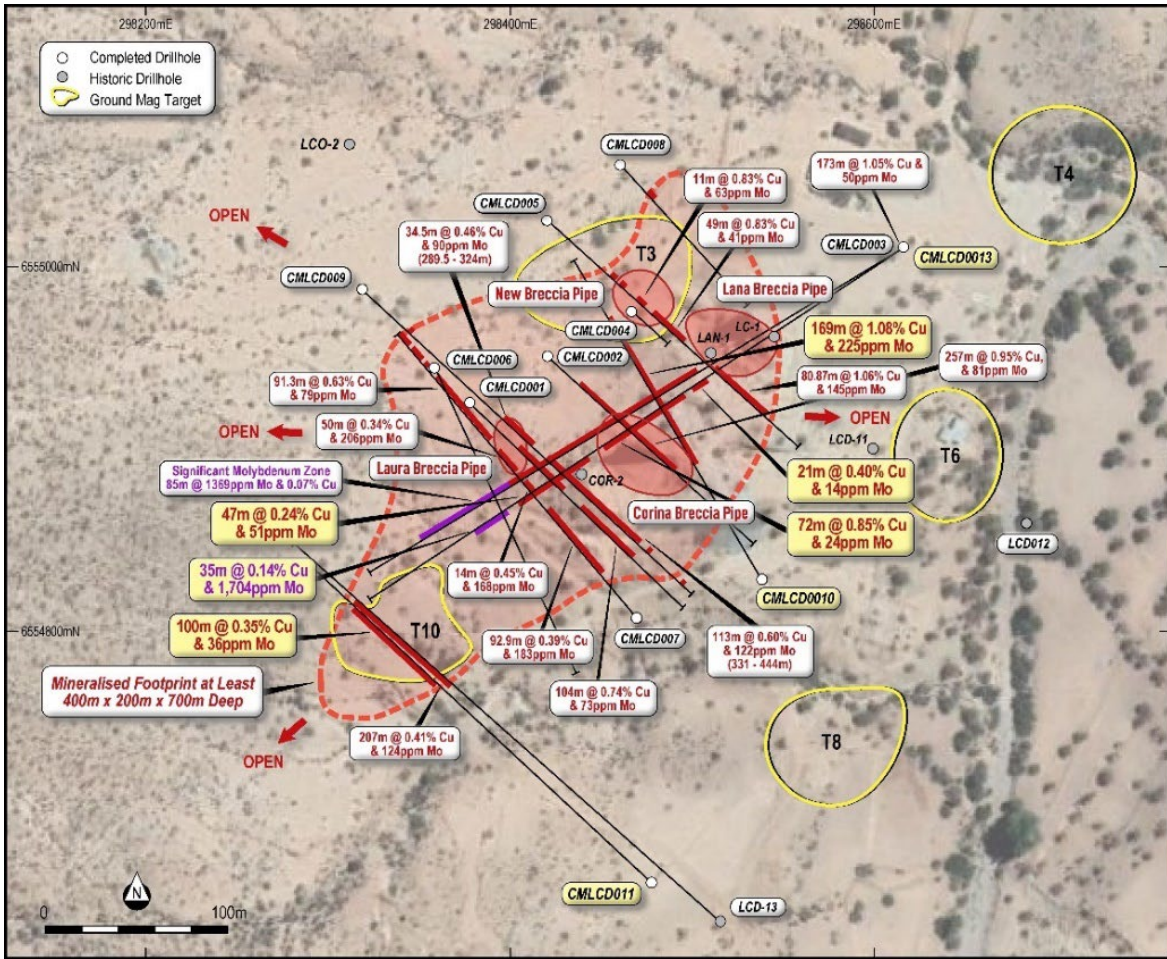 298200mE
298400mE
298600mE
Completed Drillhole
Historic Drillhole
Ground Mag Target
LCO-2
CMLCD008
11m @ 0.83% Cu
& 63ppm Mo
173m @ 1.05% Cu &
50ppm Mo
T4
OPEN
CMLCD005
34.5m @ 0.46% Cu
& 90ppm Mo
(289.5 - 324m)
49m @ 0.83% Cu
& 41ppm Mo
CMLCD003
CMLCD0013
T3
6555000mN
CMLCD009
New Breccia Pipe
Lana Breccia Pipe
CMLCD004
LC-1
LAN-1
169m @ 1.08% Cu
& 225ppm Mo
CMLCD006
CMLCD002
257m @ 0.95% Cu,
& 81ppm Mo
91.3m @ 0.63% Cu
& 79ppm Mo
CMLCD001
80.87m @ 1.06% Cu
& 145ppm Mo
OPEN
50m @ 0.34% Cu
& 206ppm Mo
OPEN
LCD-11
T6
Laura Breccia Pipe
Significant Molybdenum Zone
85m @ 1369ppm Mo & 0.07% Cu
COR-2
21m @ 0.40% Cu
& 14ppm Mo
47m @ 0.24% Cu
& 51ppm Mo
Corina Breccia Pipe
72m @ 0.85% Cu
& 24ppm Mo
LCD012
35m @ 0.14% Cu
& 1,704ppm Mo
14m @ 0.45% Cu
& 168ppm Mo
CMLCD0010
6554800mN
100m @ 0.35% Cu
& 36ppm Mo
T10
CMLCD007
92.9m @ 0.39% Cu
& 183ppm Mo
113m @ 0.60% Cu
& 122ppm Mo
(331 - 444m)
Mineralised Footprint at Least
400m x 200m x 700m Deep
104m @ 0.74% Cu
& 73ppm Mo
T8
207m @ 0.41% Cu
& 124ppm Mo
OPEN
CMLCD011
LCD-13
N
0
100m